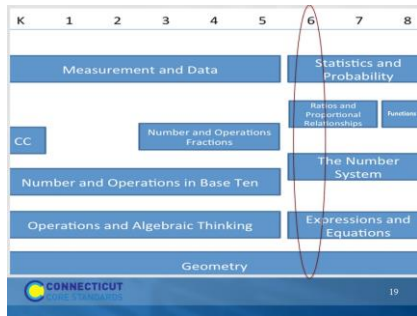 K 1 2 3 4 5 6 7 8
Measurement and Data
Statistics and
Probability
Ratios and
Proportional
Relationships
Functions
CC
Number and Operations
Fractions
The Number
System
Number and Operations in Base Ten
Operations and Algebraic Thinking
Expressions and
Equations
Geometry
CONNECTICUT
CORE STANDARDS
19